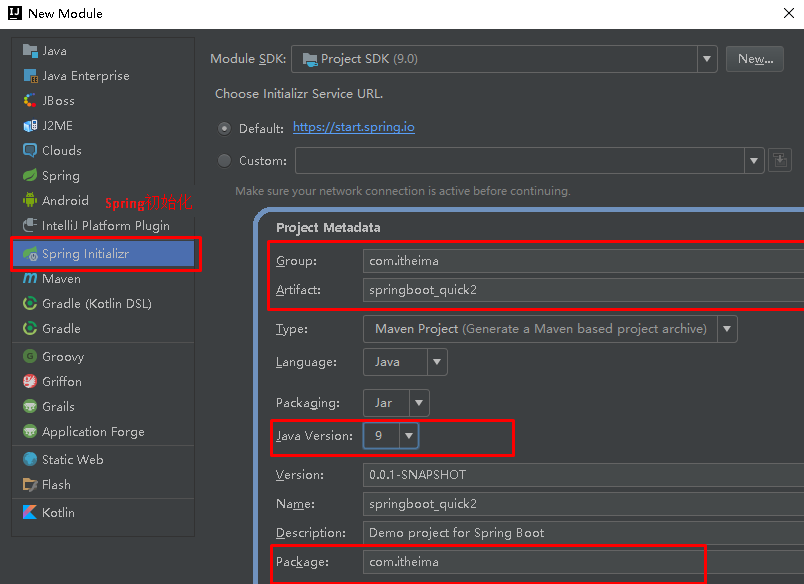 New Module
Java
Java Enterprise
JBoss
J2ME
Clouds
Spring
Android
Spring初始化
IntelliJ Platform Plugin
Spring Initializr
Maven
Gradle (Kotlin DSL)
Gradle
Groovy
Griffon
Grails
Application Forge
Static Web
Flash
Kotlin
Module SDK: Project SDK (9.0) New...
Choose Initializr Service URL.
Default: https://start.spring.io
Custom:
Make sure your network connection is active before continuing.
Project Metadata
Group: com.itheima
Artifact: springboot_quick2
Type: Maven Project (Generate a Maven based project archive)
Language: Java
Packaging: Jar
Java Version: 9
Version: 0.0.1-SNAPSHOT
Name: springboot_quick2
Description: Demo project for Spring Boot
Package: com.itheima